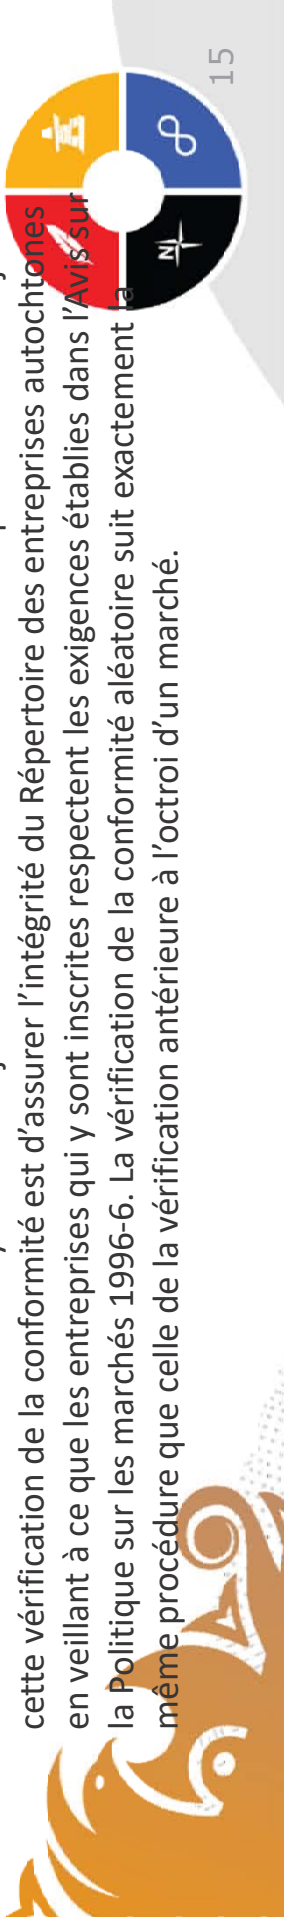 cette vérification de la conformité est d’assurer l’intégrité du Répertoire des entreprises autochtones
en veillant à ce que les entreprises qui y sont inscrites respectent les exigences établies dans l’Avis sur
la Politique sur les marchés 1996-6. La vérification de la conformité aléatoire suit exactement la
même procédure que celle de la vérification antérieure à l’octroi d’un marché.
N
15